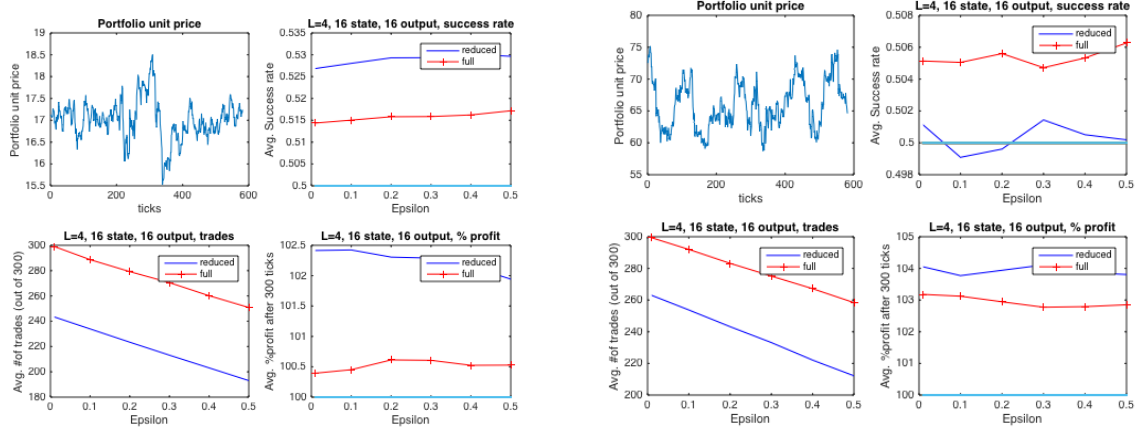 Portfolio unit price
19
18.5
18
17.5
17
16.5
16
15.5
Portfolio unit price
0
200
400
600
ticks
L=4, 16 state, 16 output, success rate
0.535
0.53
0.525
0.52
0.515
0.51
0.505
0.5
Avg. Success rate
reduced
full
0
0.1
0.2
0.3
0.4
0.5
Epsilon
L=4, 16 state, 16 output, trades
300
280
260
240
220
200
180
Avg. #of trades (out of 300)
reduced
full
0
0.1
0.2
0.3
0.4
0.5
Epsilon
L=4, 16 state, 16 output, % profit
102.5
102
101.5
101
100.5
100
Avg. %profit after 300 ticks
reduced
full
0
0.1
0.2
0.3
0.4
0.5
Epsilon
Portfolio unit price
80
75
70
65
60
55
Portfolio unit price
0
200
400
600
ticks
L=4, 16 state, 16 output, success rate
0.508
0.506
0.504
0.502
0.5
0.498
Avg. Success rate
reduced
full
0
0.1
0.2
0.3
0.4
0.5
Epsilon
L=4, 16 state, 16 output, trades
300
280
260
240
220
200
Avg. #of trades (out of 300)
reduced
full
0
0.1
0.2
0.3
0.4
0.5
Epsilon
L=4, 16 state, 16 output, % profit
105
104
103
102
101
100
Avg. %profit after 300 ticks
reduced
full
0
0.1
0.2
0.3
0.4
0.5
Epsilon